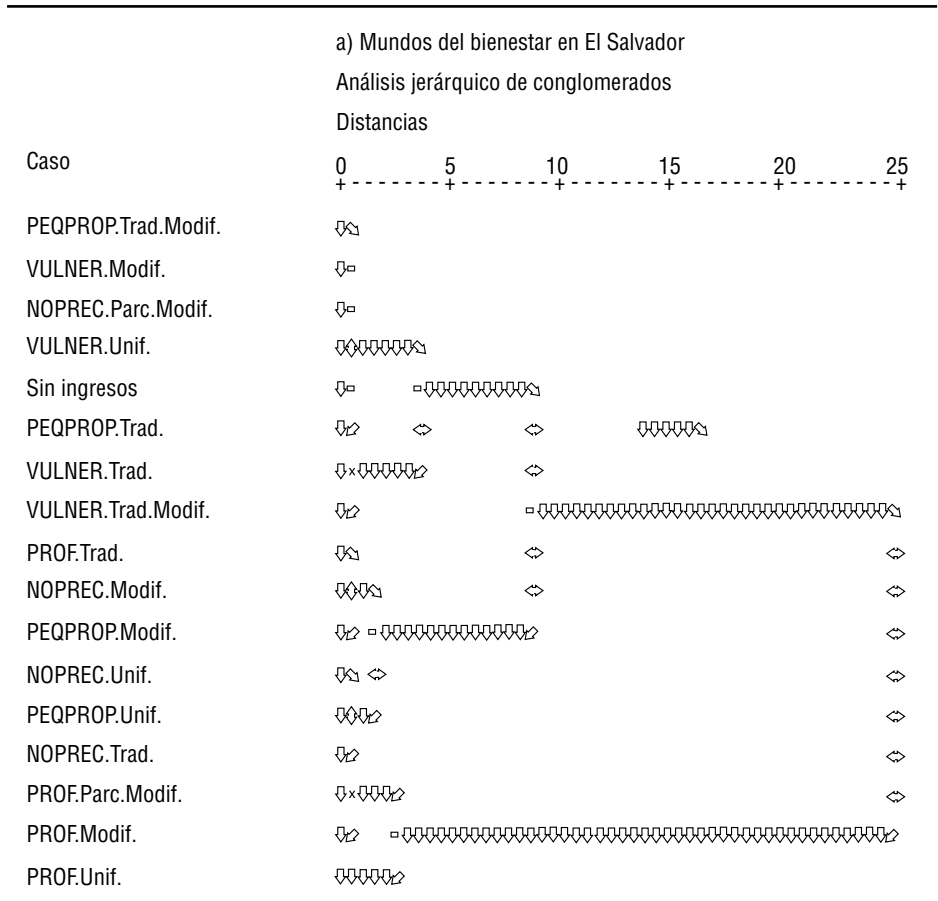 a) Mundos del bienestar en El Salvador
Análisis jerárquico de conglomerados
Distancias
Caso 0 5 10 15 20 25
PEQPROP.Trad.Modif.
VULNER.Modif.
NOPREC.Parc.Modif.
VULNER.Unif.
Sin ingresos
PEQPROP.Trad.
VULNER.Trad.
VULNER.Trad.Modif.
PROF.Trad.
NOPREC.Modif.
PEQPROP.Modif.
NOPREC.Unif.
PEQPROP.Unif.
NOPREC.Trad.
PROF.Parc.Modif.
PROF.Modif.
PROF.Unif.